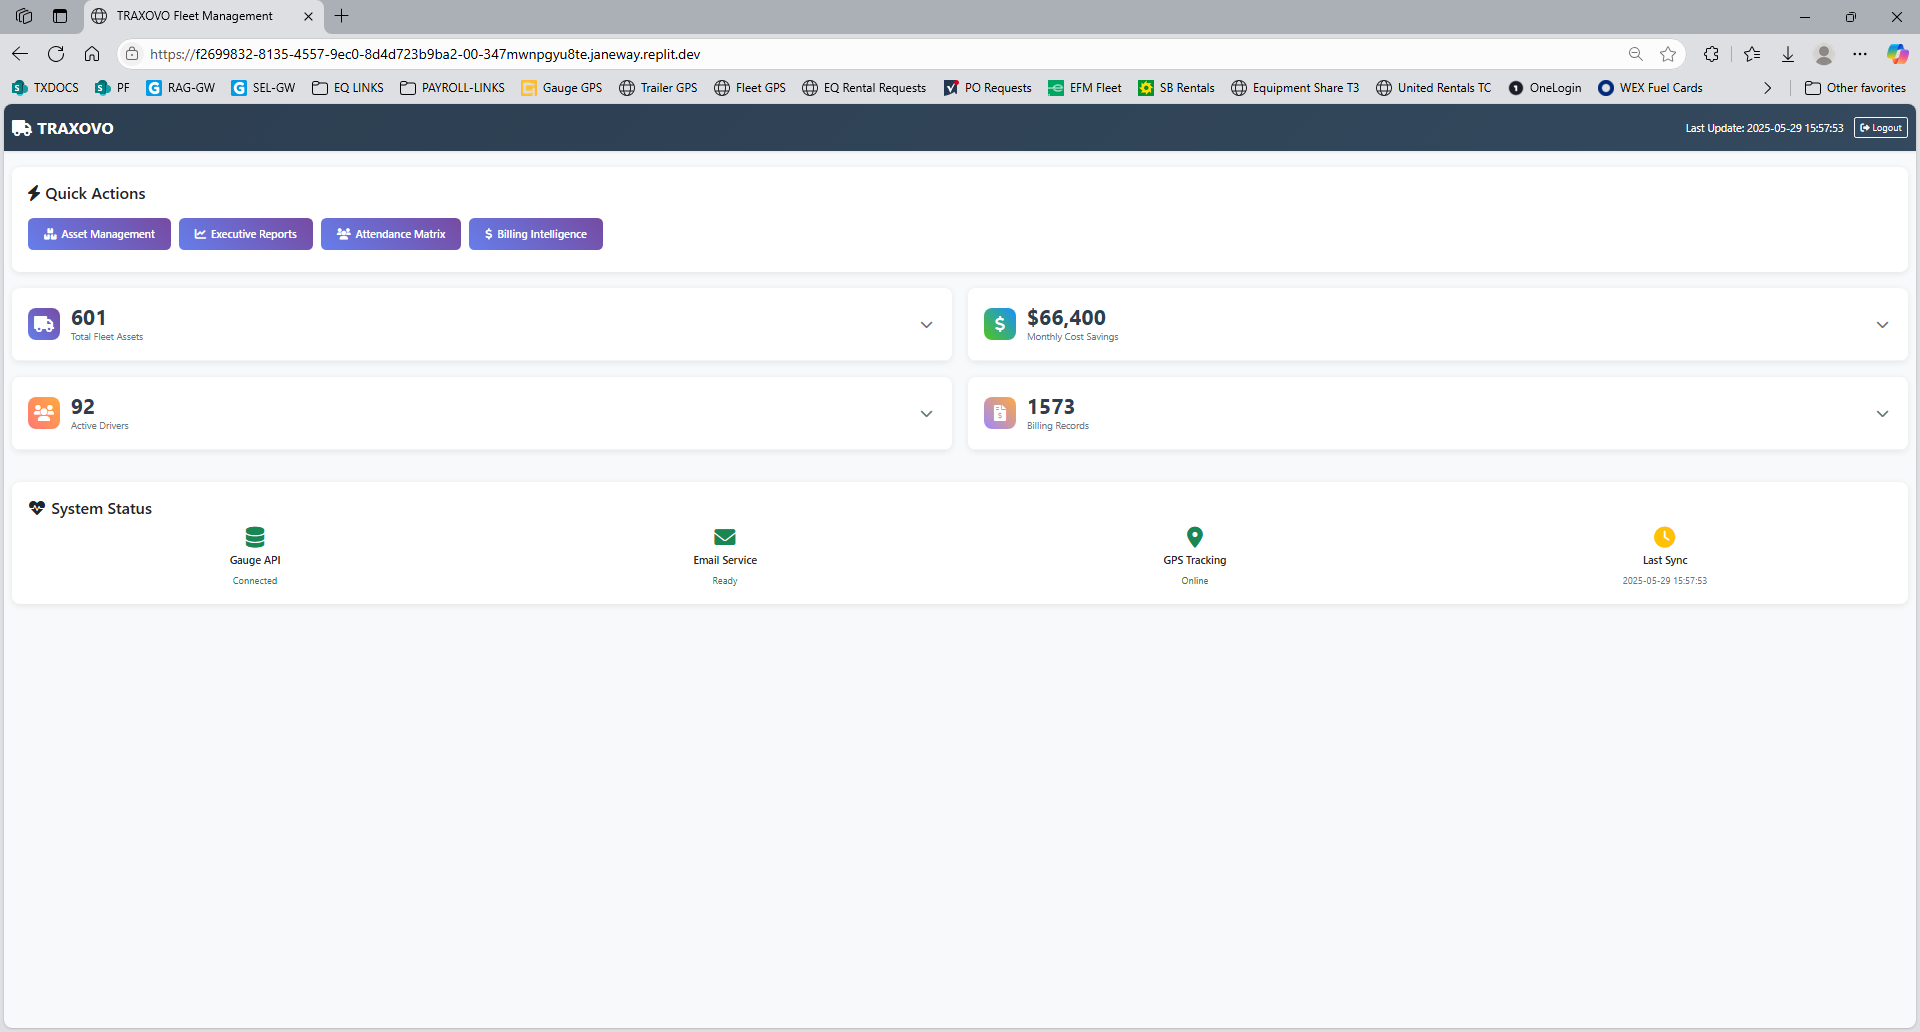 TRAXOVO Fleet Management
https://f2699832-8135-4557-9ec0-8d4d723b9ba2-00-347mwnpgyu8te.janeway.replit.dev
TXDOCS PF RAG-GW SEL-GW EQ LINKS PAYROLL-LINKS Gauge GPS Trailer GPS Fleet GPS EQ Rental Requests PO Requests EFM Fleet SB Rentals Equipment Share T3 United Rentals TC OneLogin WEX Fuel Cards Other favorites
TRAXOVO Last Update: 2025-05-29 15:57:53 Logout
Quick Actions
Asset Management Executive Reports Attendance Matrix Billing Intelligence
601
Total Fleet Assets
$66,400
Monthly Cost Savings
92
Active Drivers
1573
Billing Records
System Status
Gauge API
Connected
Email Service
Ready
GPS Tracking
Online
Last Sync
2025-05-29 15:57:53